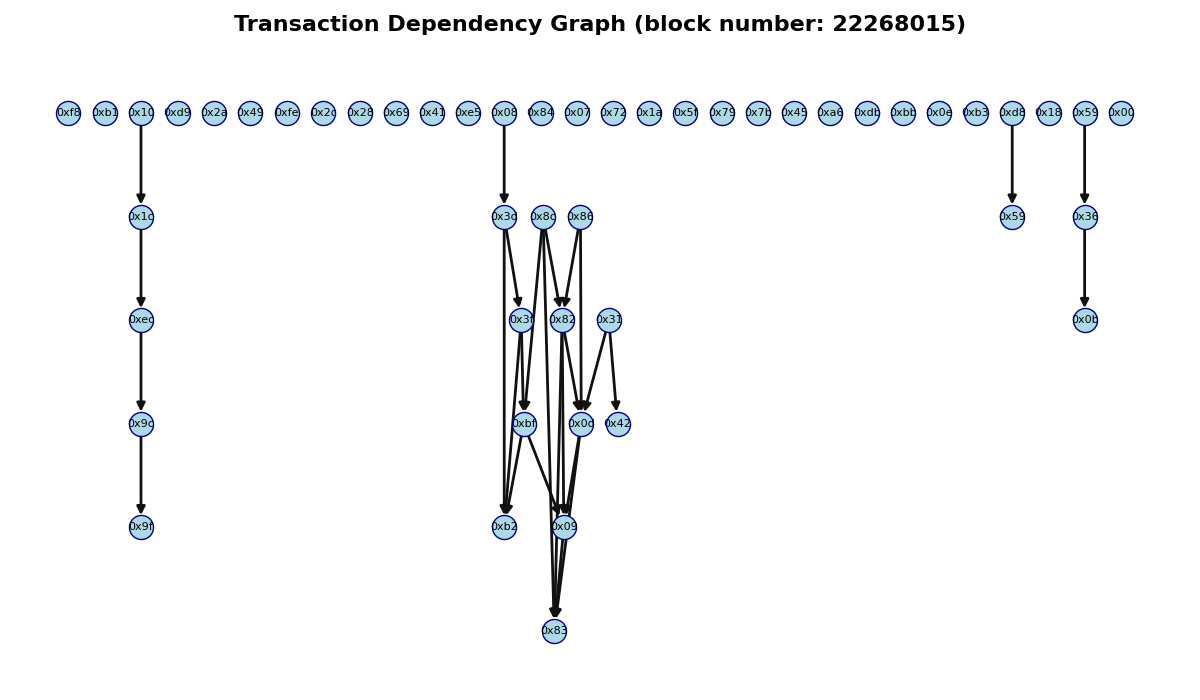 Transaction Dependency Graph (block number: 22268015)
0xf8 0xb1 0x10 0xd9 0x2a 0x49 0xfe 0x2c 0x28 0x69 0x41 0xe5 0x08 0x84 0x07 0x72 0x1a 0x5f 0x79 0x7b 0x45 0xa6 0xdb 0xbb 0x0e 0xb3 0xd8 0x18 0x59 0x00
0x1c 0x3d 0x8c 0x86 0x59 0x36
0xec 0x3f 0x82 0x31 0x0b
0x9c 0xbf 0x0d 0x42
0x9f 0xb2 0x09
0x83